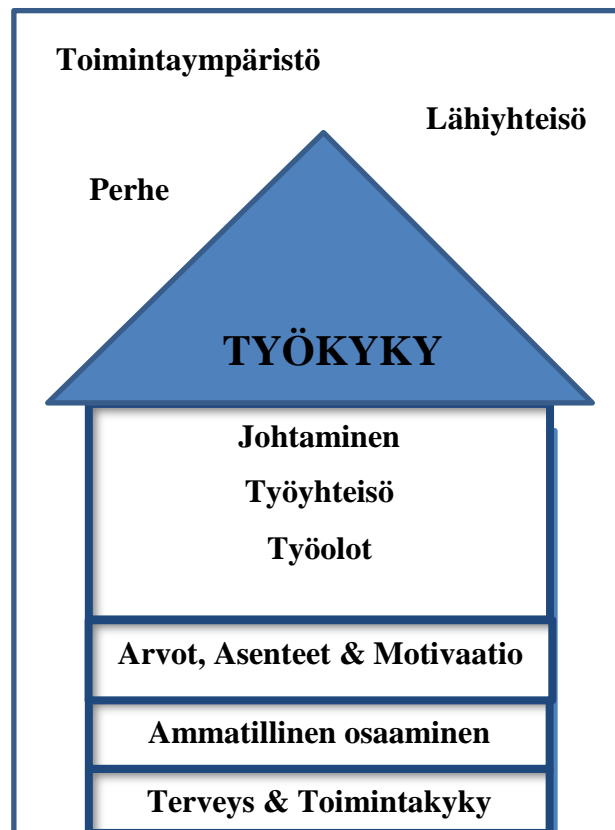 Toimintaympäristö
Lähiyhteisö
Perhe
TYÖKYKY
Johtaminen
Työyhteisö
Työolot
Arvot, Asenteet & Motivaatio
Ammatillinen osaaminen
Terveys & Toimintakyky